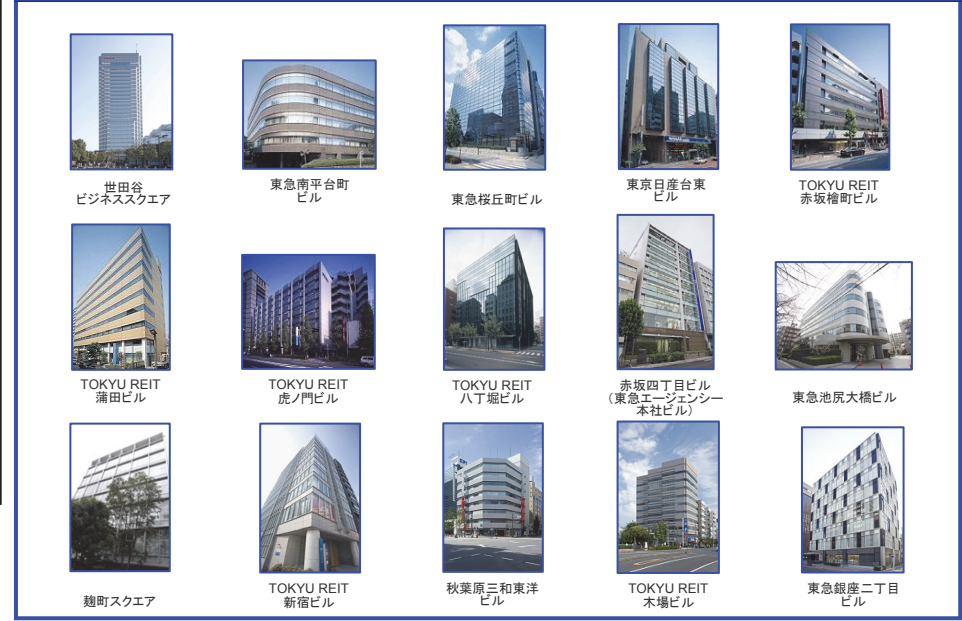 世田谷
ビジネススクエア
東急南平台町
ビル
東急桜丘町ビル
東京日産台東
ビル
TOKYU REIT
赤坂檜町ビル
TOKYU REIT
蒲田ビル
TOKYU REIT
虎ノ門ビル
TOKYU REIT
八丁堀ビル
赤坂四丁目ビル
（東急エージェンシー
本社ビル）
東急池尻大橋ビル
麹町スクエア
TOKYU REIT
新宿ビル
秋葉原三和東洋
ビル
TOKYU REIT
木場ビル
東急銀座二丁目
ビル